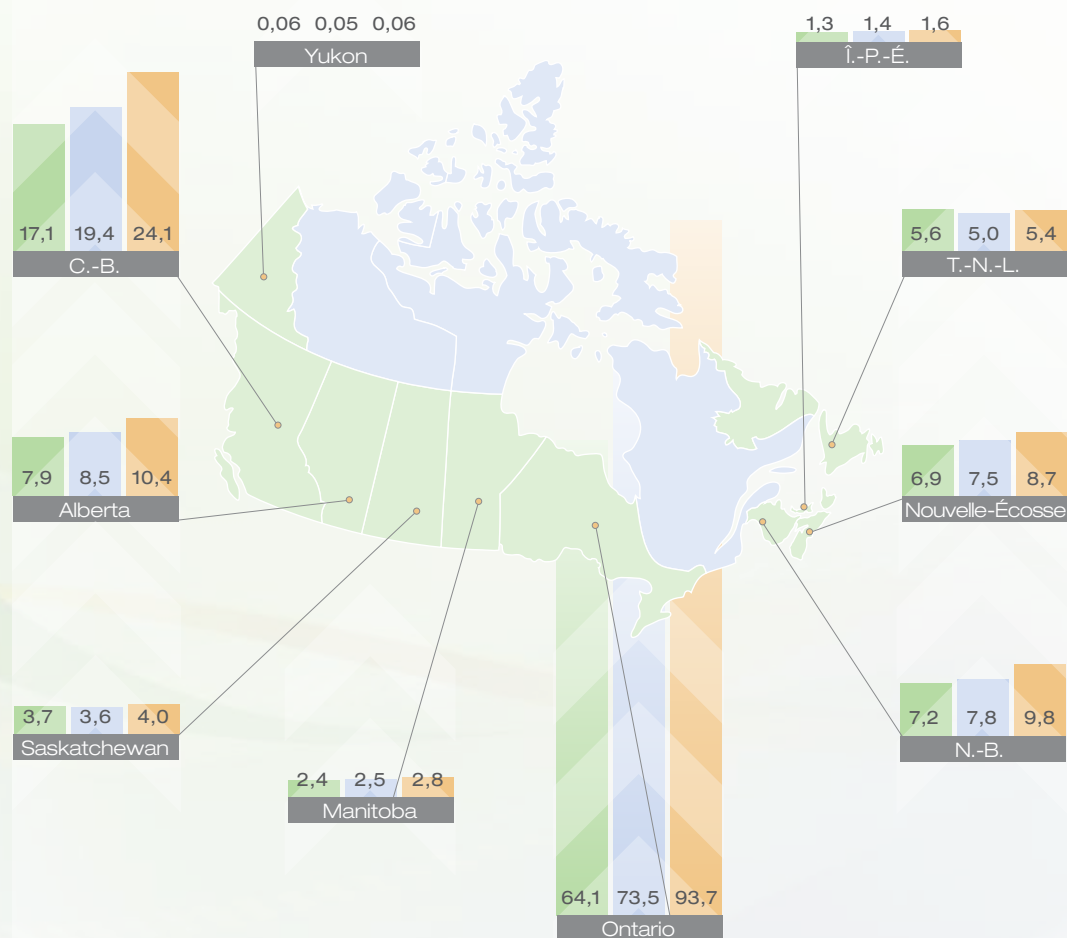 0,06 0,05 0,06
Yukon
1,3 1,4 1,6
Î.-P.-É.
17,1 19,4 24,1
C.-B.
5,6 5,0 5,4
T.-N.-L.
7,9 8,5 10,4
Alberta
6,9 7,5 8,7
Nouvelle-Écosse
3,7 3,6 4,0
Saskatchewan
7,2 7,8 9,8
N.-B.
2,4 2,5 2,8
Manitoba
64,1 73,5 93,7
Ontario